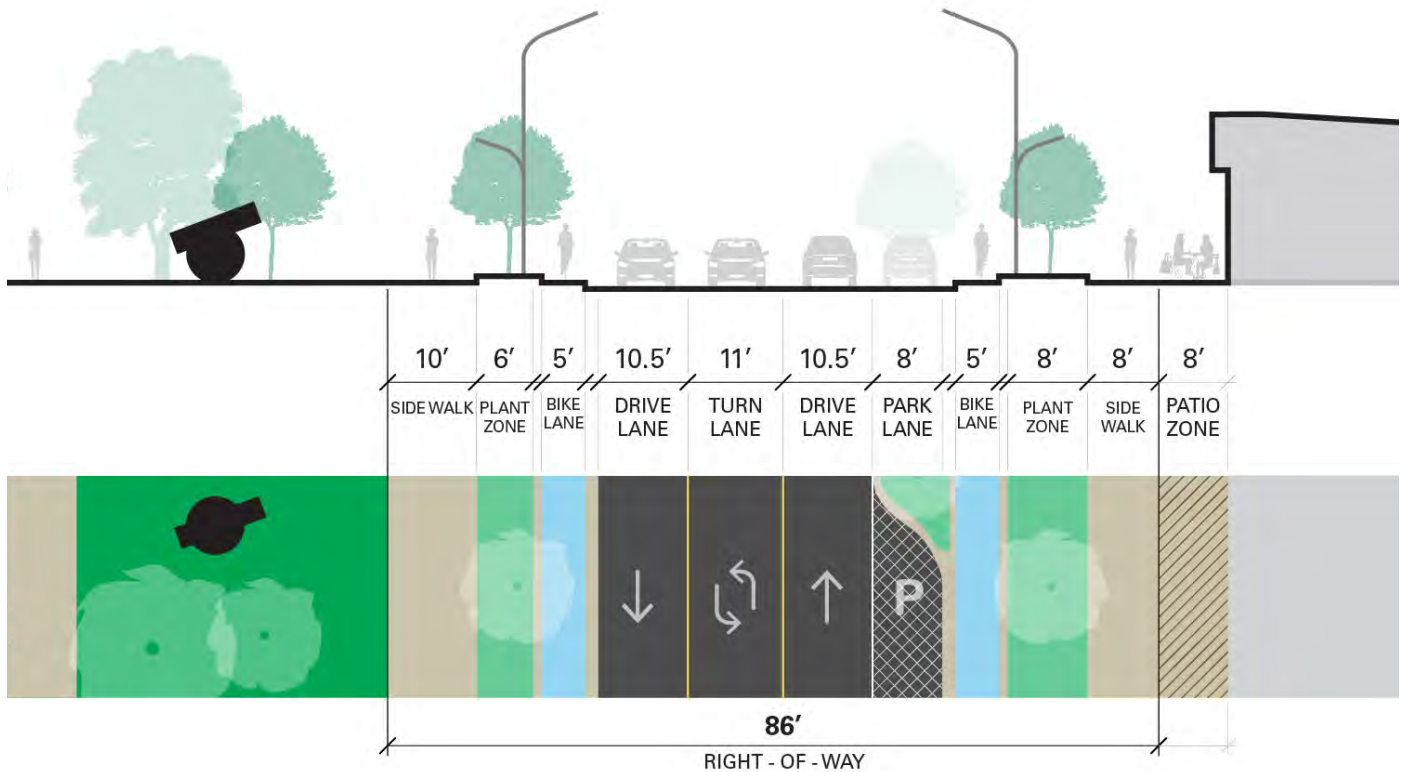 10′ 6′ 5′ 10.5′ 11′ 10.5′ 8′ 5′ 8′ 8′ 8′
SIDE WALK
PLANT
ZONE
BIKE
LANE
DRIVE
LANE
TURN
LANE
DRIVE
LANE
PARK
LANE
BIKE
LANE
PLANT
ZONE
SIDE
WALK
PATIO
ZONE
P
86′
RIGHT - OF - WAY